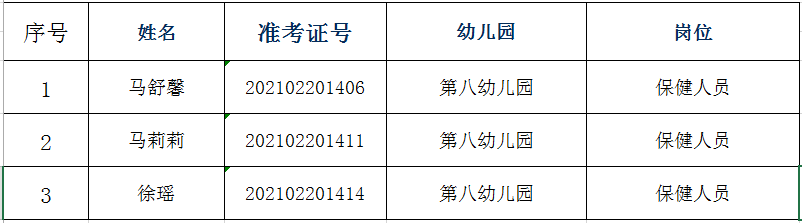 序号 姓名 准考证号 幼儿园 岗位
1 马舒馨 202102201406 第八幼儿园 保健人员
2 马莉莉 202102201411 第八幼儿园 保健人员
3 徐瑶 202102201414 第八幼儿园 保健人员